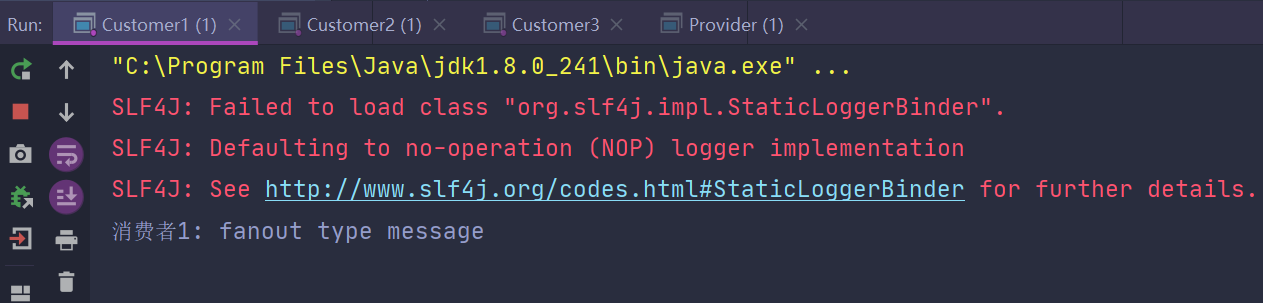 Run: Customer1 (1) Customer2 (1) Customer3 Provider (1)
"C:\Program Files\Java\jdk1.8.0_241\bin\java.exe" ...
SLF4J: Failed to load class "org.slf4j.impl.StaticLoggerBinder".
SLF4J: Defaulting to no-operation (NOP) logger implementation
SLF4J: See http://www.slf4j.org/codes.html#StaticLoggerBinder for further details.
消费者1: fanout type message